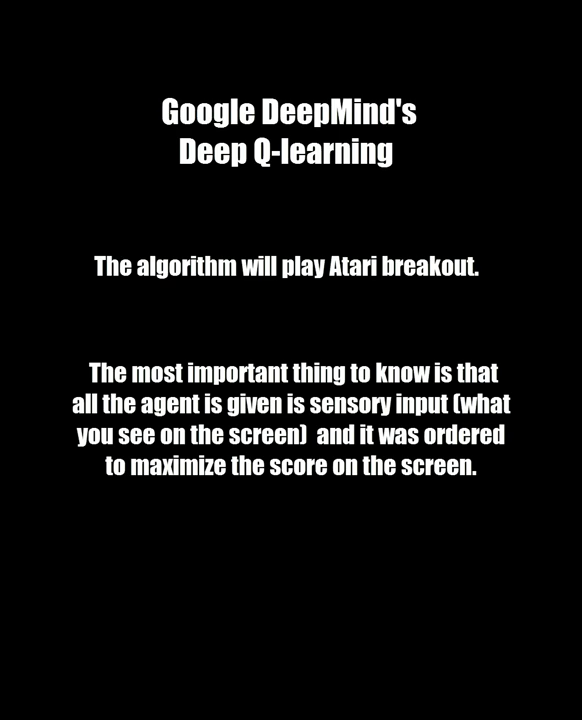 Google DeepMind's
Deep Q-learning
The algorithm will play Atari breakout.
The most important thing to know is that
all the agent is given is sensory input (what
you see on the screen) and it was ordered
to maximize the score on the screen.